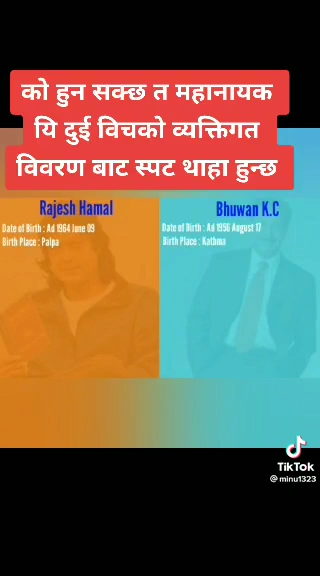 को हुन सक्छ त महानायक
यि दुई विचको व्यक्तिगत
विवरण बाट स्पट थाहा हुन्छ
Rajesh Hamal
Date of Birth : Ad 1964 June 09
Birth Place : Palpa
Bhuwan K.C
Date of Birth : Ad 1956 August 17
Birth Place : Kathma
TikTok
@minu1323